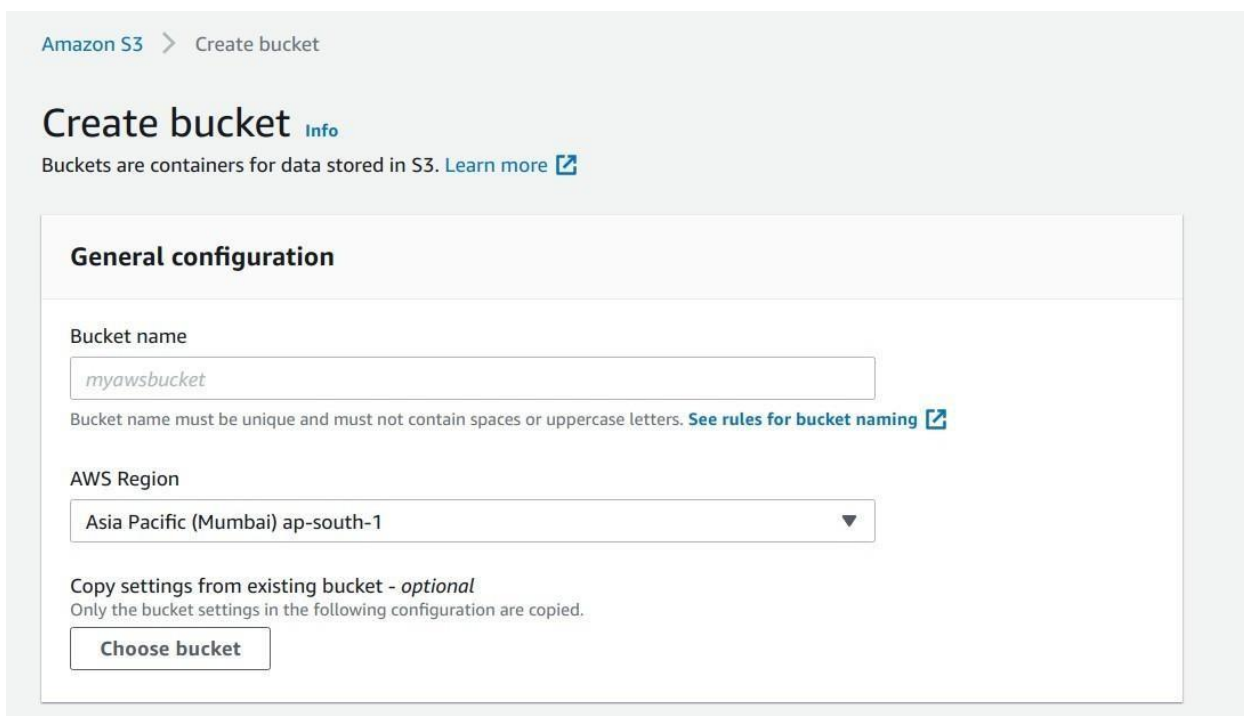 Amazon S3 > Create bucket
Create bucket Info
Buckets are containers for data stored in S3. Learn more
General configuration
Bucket name
myawsbucket
Bucket name must be unique and must not contain spaces or uppercase letters. See rules for bucket naming
AWS Region
Asia Pacific (Mumbai) ap-south-1
Copy settings from existing bucket - optional
Only the bucket settings in the following configuration are copied.
Choose bucket